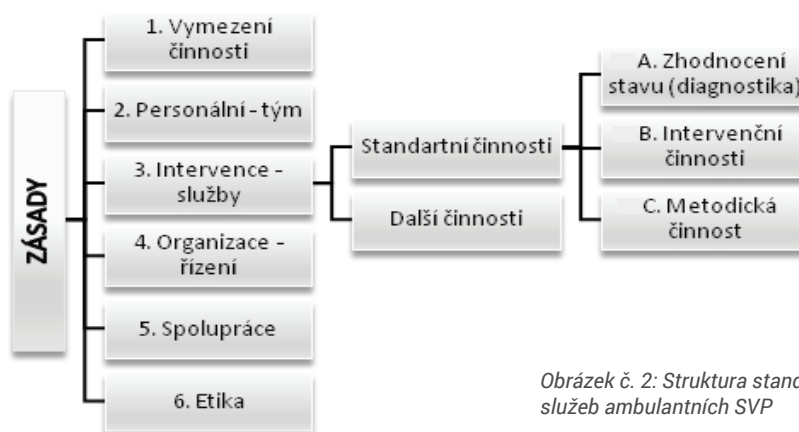 ZÁSADY
1. Vymezení
činnosti
2. Personální - tým
3. Intervence -
služby
4. Organizace -
řízení
5. Spolupráce
6. Etika
Standartní činnosti
Další činnosti
A. Zhodnocení
stavu (diagnostika)
B. Intervenční
činnosti
C. Metodická
činnost
Obrázek č. 2: Struktura stand
služeb ambulantních SVP